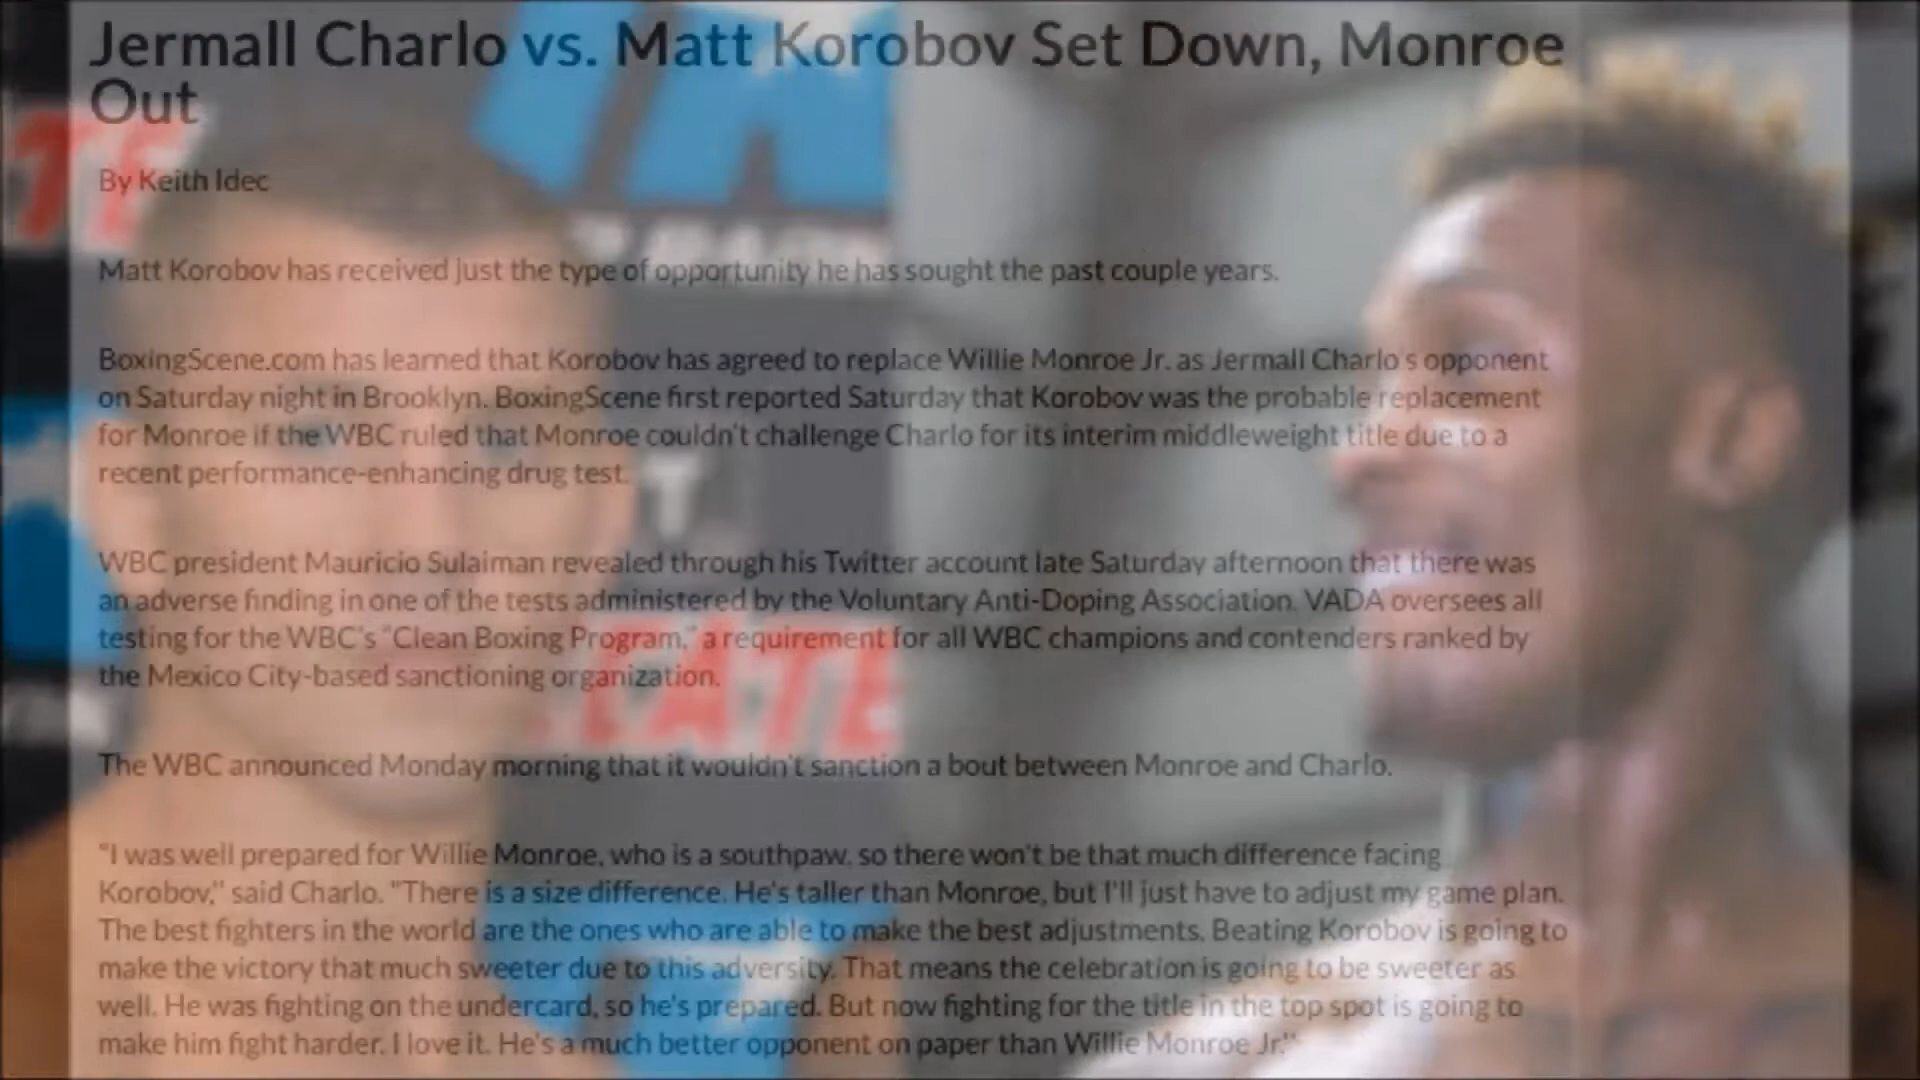 Jermall Charlo vs. Matt Korobov Set Down, Monroe
Out
By Keith Idec
Matt Korobov has received just the type of opportunity he has sought the past couple years.
BoxingScene.com has learned that Korobov has agreed to replace Willie Monroe Jr. as Jermall Charlo's opponent
on Saturday night in Brooklyn. BoxingScene first reported Saturday that Korobov was the probable replacement
for Monroe if the WBC ruled that Monroe couldn't challenge Charlo for its interim middleweight title due to a
recent performance-enhancing drug test.
WBC president Mauricio Sulaiman revealed through his Twitter account late Saturday afternoon that there was
an adverse finding in one of the tests administered by the Voluntary Anti-Doping Association. VADA oversees all
testing for the WBC's "Clean Boxing Program," a requirement for all WBC champions and contenders ranked by
the Mexico City-based sanctioning organization.
The WBC announced Monday morning that it wouldn't sanction a bout between Monroe and Charlo.
"I was well prepared for Willie Monroe, who is a southpaw, so there won't be that much difference facing
Korobov," said Charlo. "There is a size difference. He's taller than Monroe, but I'll just have to adjust my game plan.
The best fighters in the world are the ones who are able to make the best adjustments. Beating Korobov is going to
make the victory that much sweeter due to this adversity. That means the celebration is going to be sweeter as
well. He was fighting on the undercard, so he's prepared. But now fighting for the title in the top spot is going to
make him fight harder. I love it. He's a much better opponent on paper than Willie Monroe Jr."